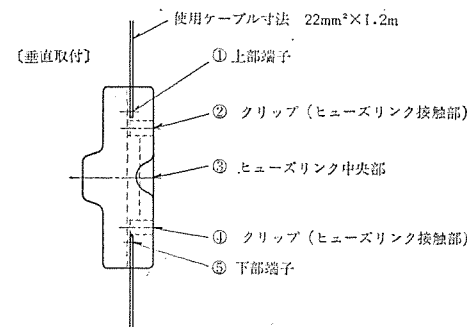 使用ケーブル寸法 22mm²×1.2m
〔垂直取付〕
①上部端子
② クリップ（ヒューズリンク接触部）
③ ヒューズリンク中央部
④ クリップ（ヒューズリンク接触部）
⑤ 下部端子